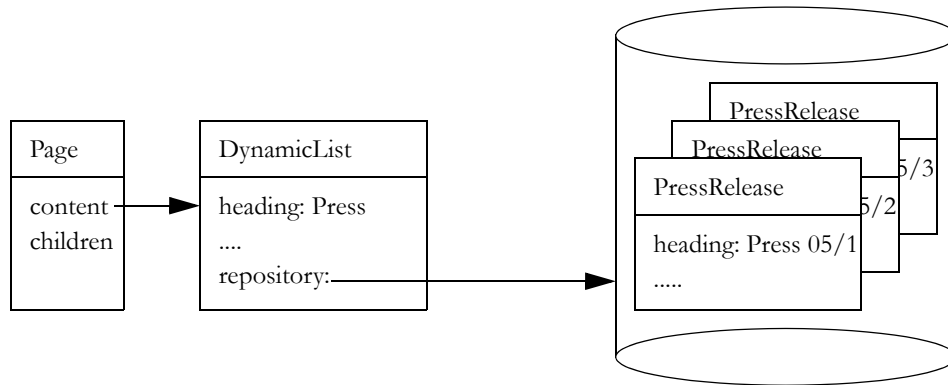 Page
content
children
DynamicList
heading: Press
....
repository:
PressRelease
PressRelease
5/3
PressRelease
5/2
heading: Press 05/1
.....